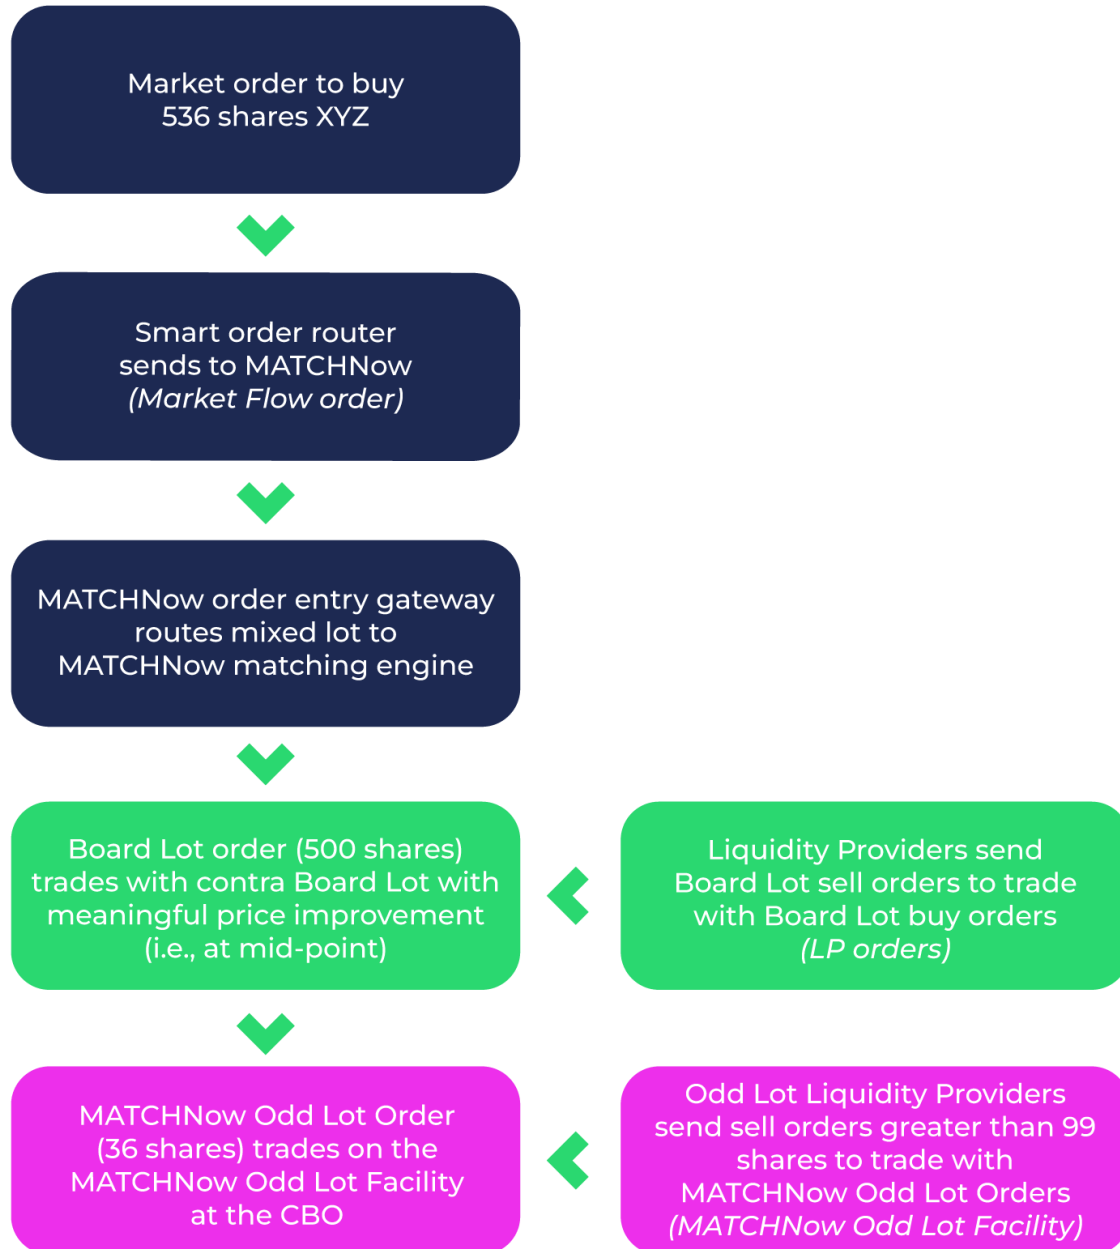 Market order to buy
536 shares XYZ
Smart order router
sends to MATCHNow
(Market Flow order)
MATCHNow order entry gateway
routes mixed lot to
MATCHNow matching engine
Board Lot order (500 shares)
trades with contra Board Lot with
meaningful price improvement
(i.e., at mid-point)
Liquidity Providers send
Board Lot sell orders to trade
with Board Lot buy orders
(LP orders)
MATCHNow Odd Lot Order
(36 shares) trades on the
MATCHNow Odd Lot Facility
at the CBO
Odd Lot Liquidity Providers
send sell orders greater than 99
shares to trade with
MATCHNow Odd Lot Orders
(MATCHNow Odd Lot Facility)